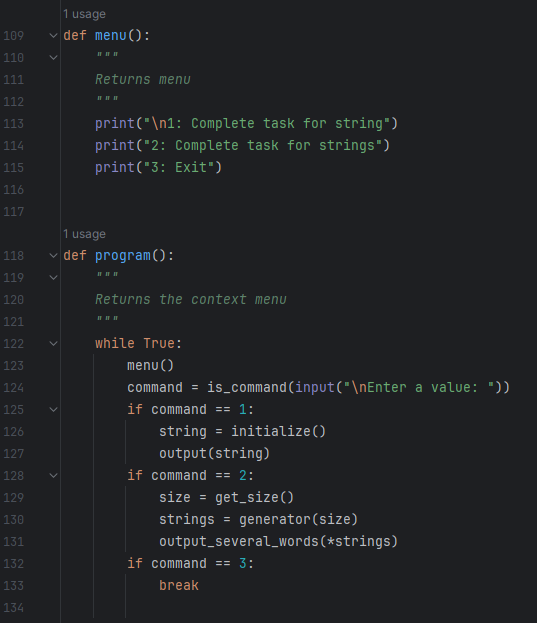 1 usage
109 def menu():
110     """
111     Returns menu
112     """
113     print("\n1: Complete task for string")
114     print("2: Complete task for strings")
115     print("3: Exit")
116
117
1 usage
118 def program():
119     """
120     Returns the context menu
121     """
122     while True:
123         menu()
124         command = is_command(input("\nEnter a value: "))
125         if command == 1:
126             string = initialize()
127             output(string)
128         if command == 2:
129             size = get_size()
130             strings = generator(size)
131             output_several_words(*strings)
132         if command == 3:
133             break
134